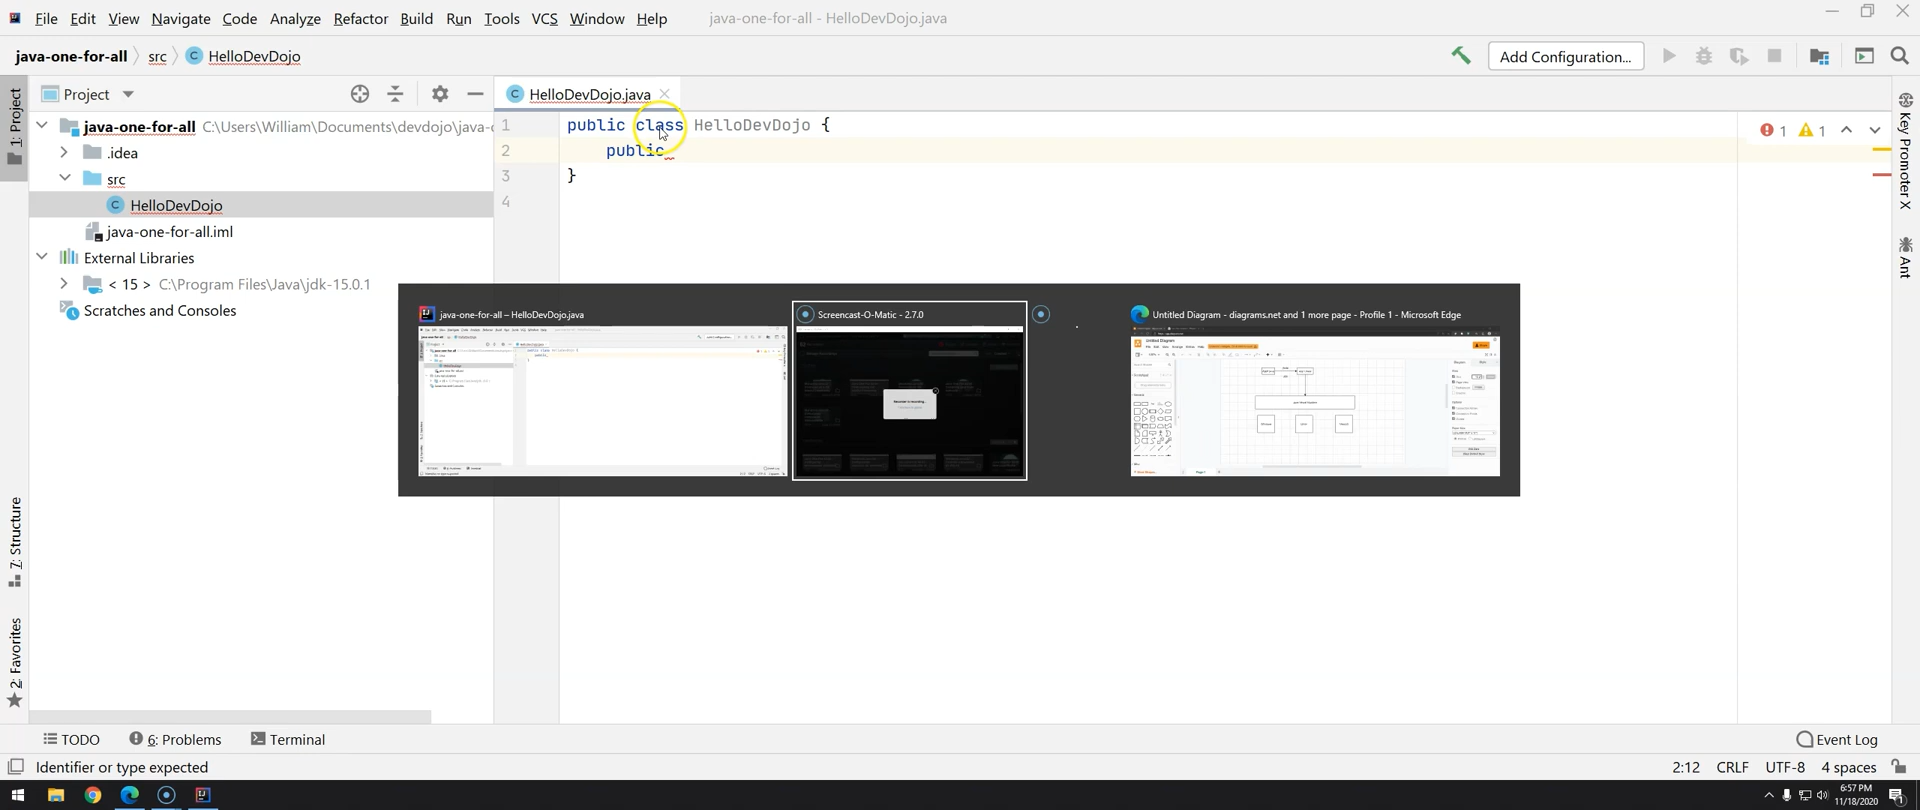 File Edit View Navigate Code Analyze Refactor Build Run Tools VCS Window Help java-one-for-all - HelloDevDojo.java
java-one-for-all src HelloDevDojo Add Configuration...
1: Project
Project
HelloDevDojo.java
java-one-for-all C:\Users\William\Documents\devdojo\java-
.idea
src
HelloDevDojo
java-one-for-all.iml
External Libraries
< 15 > C:\Program Files\Java\jdk-15.0.1
Scratches and Consoles
1 public class HelloDevDojo {
2 public
3 }
4
1 1
Key Promoter X
Ant
java-one-for-all – HelloDevDojo.java
Screencast-O-Matic - 2.7.0
Untitled Diagram - diagrams.net and 1 more page - Profile 1 - Microsoft Edge
7: Structure
2: Favorites
TODO 6: Problems Terminal Event Log
Identifier or type expected 2:12 CRLF UTF-8 4 spaces
6:57 PM
11/18/2020